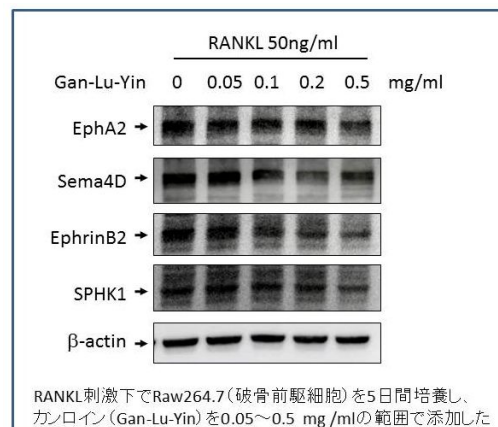 RANKL 50ng/ml
Gan-Lu-Yin 0 0.05 0.1 0.2 0.5 mg/ml
EphA2
Sema4D
EphrinB2
SPHK1
β-actin
RANKL刺激下でRaw264.7(破骨前駆細胞)を5日間培養し、
カンロイン(Gan-Lu-Yin)を0.05～0.5 mg/mlの範囲で添加した